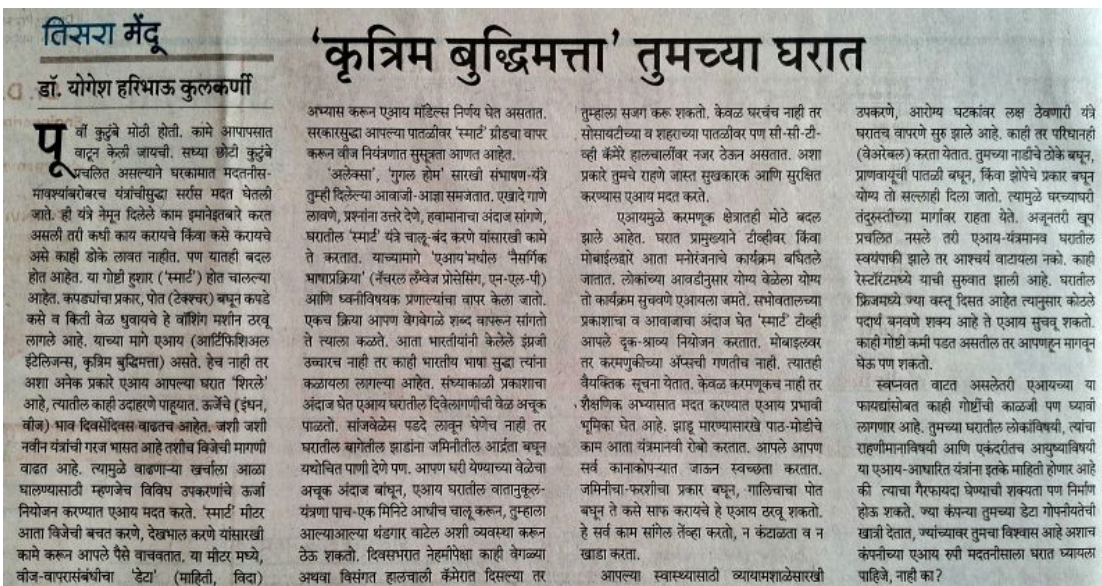 तिसरा मेंदू
डॉ. योगेश हरिभाऊ कुलकर्णी
‘कृत्रिम बुद्धिमत्ता’ तुमच्या घरात
पूर्वी कुटुंबे मोठी होती. कामे आपापसात
वाटून केली जायची. सध्या छोटी कुटुंबे
प्रचलित असल्याने घरकामात मदतनीस-
मावश्यांबरोबरच यंत्रांचीसुद्धा सर्रास मदत घेतली
जाते. ही यंत्रे नेमून दिलेले काम इमानेइतबारे करत
असली तरी कधी काय करायचे किंवा कसे करायचे
असे काही डोके लावत नाहीत. पण यातही बदल
होत आहेत. या गोष्टी हुशार (‘स्मार्ट’) होत चालल्या
आहेत. कपड्यांचा प्रकार, पोत (टेक्श्चर) बघून कपडे
कसे व किती वेळ धुवायचे हे वॉशिंग मशीन ठरवू
लागले आहे. याच्या मागे एआय (आर्टिफिशिअल
इंटेलिजन्स, कृत्रिम बुद्धिमत्ता) असते. हेच नाही तर
अशा अनेक प्रकारे एआय आपल्या घरात ‘शिरले’
आहे, त्यातील काही उदाहरणे पाहूयात. ऊर्जेचे (इंधन,
वीज) भाव दिवसेंदिवस वाढतच आहेत. जशी जशी
नवीन यंत्रांची गरज भासत आहे तशीच विजेची मागणी
वाढत आहे. त्यामुळे वाढणाऱ्या खर्चाला आळा
घालण्यासाठी म्हणजेच विविध उपकरणांचे ऊर्जा
नियोजन करण्यात एआय मदत करते. ‘स्मार्ट’ मीटर
आता विजेची बचत करणे, देखभाल करणे यांसारखी
कामे करून आपले पैसे वाचवतात. या मीटर मध्ये,
वीज-वापरासंबंधीचा ‘डेटा’ (माहिती, विदा)
अभ्यास करून एआय मॉडेल्स निर्णय घेत असतात.
सरकारसुद्धा आपल्या पातळीवर ‘स्मार्ट’ ग्रीडचा वापर
करून वीज नियंत्रणात सुसूत्रता आणत आहेत.
‘अलेक्सा’, ‘गुगल होम’ सारखी संभाषण-यंत्रे
तुम्ही दिलेल्या आवाजी-आज्ञा समजतात. एखादे गाणे
लावणे, प्रश्नांना उत्तरे देणे, हवामानाचा अंदाज सांगणे,
घरातील ‘स्मार्ट’ यंत्रे चालू-बंद करणे यांसारखी कामे
ते करतात. याच्यामागे ‘एआय’मधील ‘नैसर्गिक
भाषाप्रक्रिया’ (नॅचरल लँग्वेज प्रोसेसिंग, एन-एल-पी)
आणि ध्वनीविषयक प्रणाल्यांचा वापर केला जातो.
एकच क्रिया आपण वेगवेगळे शब्द वापरून सांगतो
ते त्याला कळते. आता भारतीयांनी केलेले इंग्रजी
उच्चारच नाही तर काही भारतीय भाषा सुद्धा त्यांना
कळायला लागल्या आहेत. संध्याकाळी प्रकाशाचा
अंदाज घेत एआय घरातील दिवेलागणीची वेळ अचूक
पाळतो. सांजवेळेस पडदे लावून घेणेच नाही तर
घरातील बागेतील झाडांना जमिनीतील आर्द्रता बघून
यथोचित पाणी देणे पण. आपण घरी येण्याच्या वेळेचा
अचूक अंदाज बांधून, एआय घरातील वातानुकूल-
यंत्रणा पाच-एक मिनिटे आधीच चालू करून, तुम्हाला
आल्याआल्या थंडगार वाटेल अशी व्यवस्था करून
ठेऊ शकतो. दिवसभरात नेहमीपेक्षा काही वेगळ्या
अथवा विसंगत हालचाली कॅमेरात दिसल्या तर
तुम्हाला सजग करू शकतो. केवळ घरचंच नाही तर
सोसायटीच्या व शहराच्या पातळीवर पण सी-सी-टी-
व्ही कॅमेरे हालचालींवर नजर ठेऊन असतात. अशा
प्रकारे तुमचे राहणे जास्त सुखकारक आणि सुरक्षित
करण्यास एआय मदत करते.
एआयमुळे करमणूक क्षेत्रातही मोठे बदल
झाले आहेत. घरात प्रामुख्याने टीव्हीवर किंवा
मोबाईलद्वारे आता मनोरंजनाचे कार्यक्रम बघितले
जातात. लोकांच्या आवडीनुसार योग्य वेळेला योग्य
तो कार्यक्रम सुचवणे एआयला जमते. सभोवतालच्या
प्रकाशाचा व आवाजाचा अंदाज घेत ‘स्मार्ट’ टीव्ही
आपले दृक-श्राव्य नियोजन करतात. मोबाइलवर
तर करमणुकीच्या अ‍ॅप्सची गणतीच नाही. त्यातही
वैयक्तिक सूचना येतात. केवळ करमणूकच नाही तर
शैक्षणिक अभ्यासात मदत करण्यात एआय प्रभावी
भूमिका घेत आहे. झाडू मारण्यासारखे पाठ-मोडीचे
काम आता यंत्रमानवी रोबो करतात. आपले आपण
सर्व कानाकोपऱ्यात जाऊन स्वच्छता करतात.
जमिनीचा-फरशीचा प्रकार बघून, गालिचाचा पोत
बघून ते कसे साफ करायचे हे एआय ठरवू शकतो.
हे सर्व काम सांगेल तेंव्हा करतो, न कंटाळता व न
खाडा करता.
आपल्या स्वास्थ्यासाठी व्यायामशाळेसारखी
उपकरणे, आरोग्य घटकांवर लक्ष ठेवणारी यंत्रे
घरातच वापरणे सुरु झाले आहे. काही तर परिधानही
(वेअरेबल) करता येतात. तुमच्या नाडीचे ठोके बघून,
प्राणवायूची पातळी बघून, किंवा झोपेचे प्रकार बघून
योग्य तो सल्लाही दिला जातो. त्यामुळे घरच्याघरी
तंदुरुस्तीच्या मार्गावर राहता येते. अजूनतरी खूप
प्रचलित नसले तरी एआय-यंत्रमानव घरातील
स्वयंपाकी झाले तर आश्चर्य वाटायला नको. काही
रेस्टॉरंटमध्ये याची सुरुवात झाली आहे. घरातील
फ्रिजमध्ये ज्या वस्तू दिसत आहेत त्यानुसार कोठले
पदार्थ बनवणे शक्य आहे ते एआय सुचवू शकतो.
काही गोष्टी कमी पडत असतील तर आपणहून मागवून
घेऊ पण शकतो.
स्वप्नवत वाटत असलेतरी एआयच्या या
फायद्यांसोबत काही गोष्टींची काळजी पण घ्यावी
लागणार आहे. तुमच्या घरातील लोकांविषयी, त्यांचा
राहणीमानाविषयी आणि एकंदरीतच आयुष्याविषयी
या एआय-आधारित यंत्रांना इतके माहिती होणार आहे
की त्याचा गैरफायदा घेण्याची शक्यता पण निर्माण
होऊ शकते. ज्या कंपन्या तुमच्या डेटा गोपनीयतेची
खात्री देतात, ज्यांच्यावर तुमचा विश्वास आहे अशाच
कंपनीच्या एआय रुपी मदतनीसाला घरात घ्यायला
पाहिजे, नाही का?